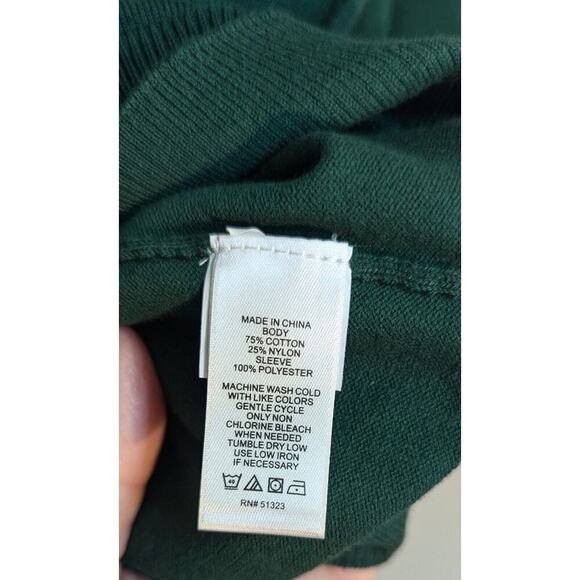 MADE IN CHINA
BODY
75% COTTON
25% NYLON
SLEEVE
100% POLYESTER
MACHINE WASH COLD
WITH LIKE COLORS
GENTLE CYCLE
ONLY NON
CHLORINE BLEACH
WHEN NEEDED
TUMBLE DRY LOW
USE LOW IRON
IF NECESSARY
40
RN# 51323